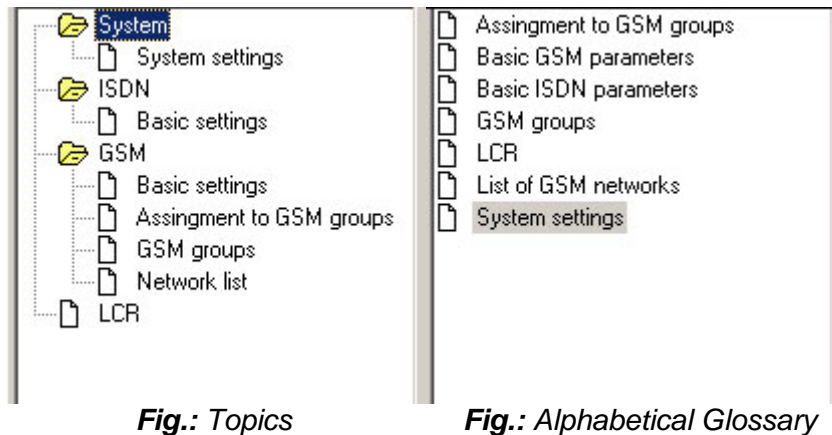 System
System settings
ISDN
Basic settings
GSM
Basic settings
Assingment to GSM groups
GSM groups
Network list
LCR
Fig.: Topics
Assingment to GSM groups
Basic GSM parameters
Basic ISDN parameters
GSM groups
LCR
List of GSM networks
System settings
Fig.: Alphabetical Glossary